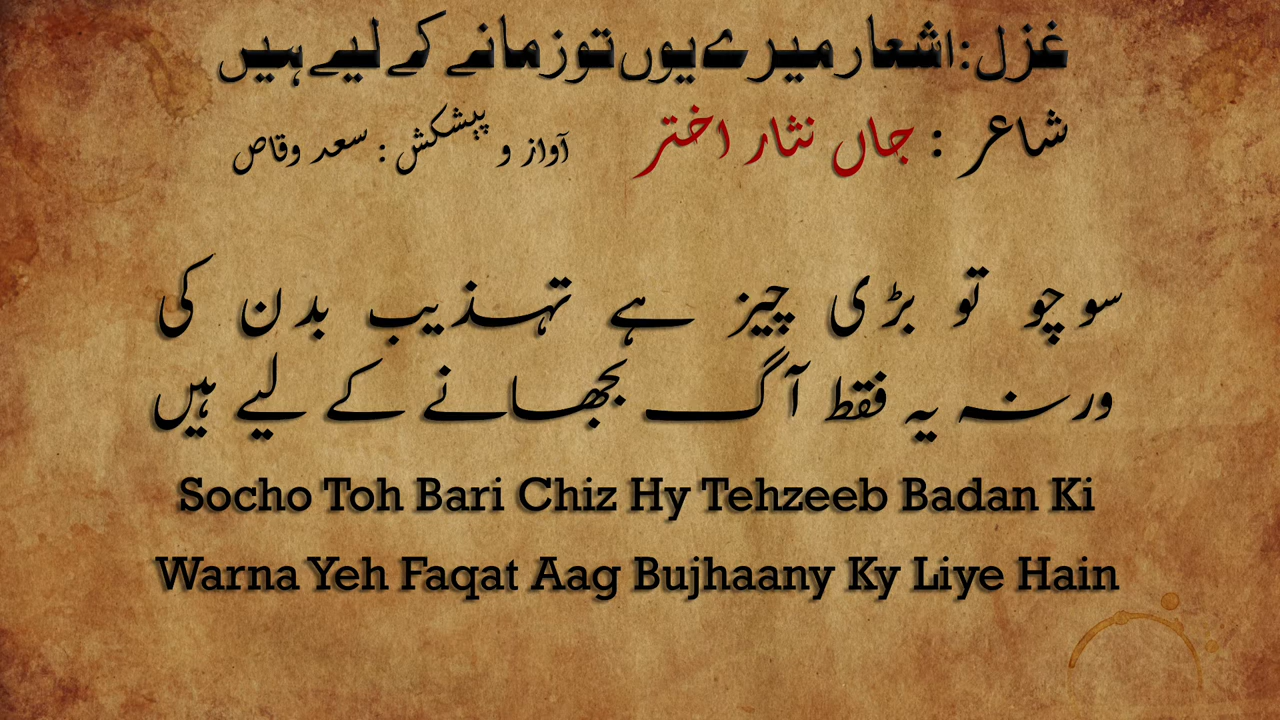 غزل: اشعار میرے یوں تو زمانے کے لیے ہیں
شاعر : جاں نثار اختر آواز و پیشکش : سعد وقاص
سوچو تو بڑی چیز ہے تہذیب بدن کی
ورنہ یہ فقط آگ بجھانے کے لیے ہیں
Socho Toh Bari Chiz Hy Tehzeeb Badan Ki
Warna Yeh Faqat Aag Bujhaany Ky Liye Hain